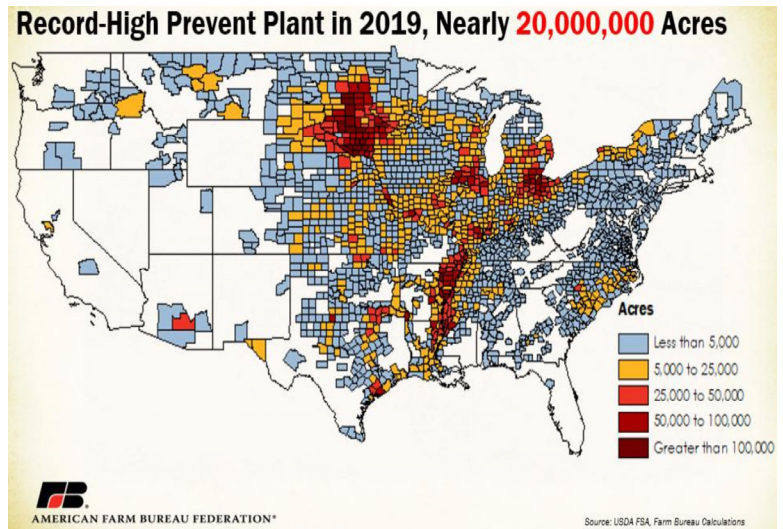 Record-High Prevent Plant in 2019, Nearly 20,000,000 Acres
Acres
Less than 5,000
5,000 to 25,000
25,000 to 50,000
50,000 to 100,000
Greater than 100,000
FB
AMERICAN FARM BUREAU FEDERATION®
Source: USDA FSA, Farm Bureau Calculations